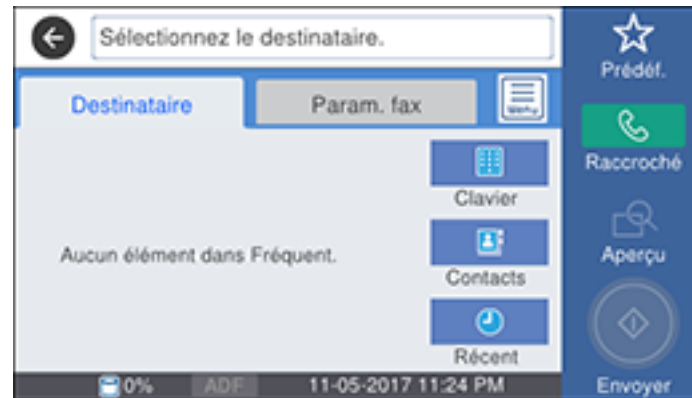 Sélectionnez le destinataire.
Prédéf.
Destinataire
Param. fax
Menu
Raccroché
Clavier
Aucun élément dans Fréquent.
Aperçu
Contacts
Récent
0%
ADF
11-05-2017 11:24 PM
Envoyer